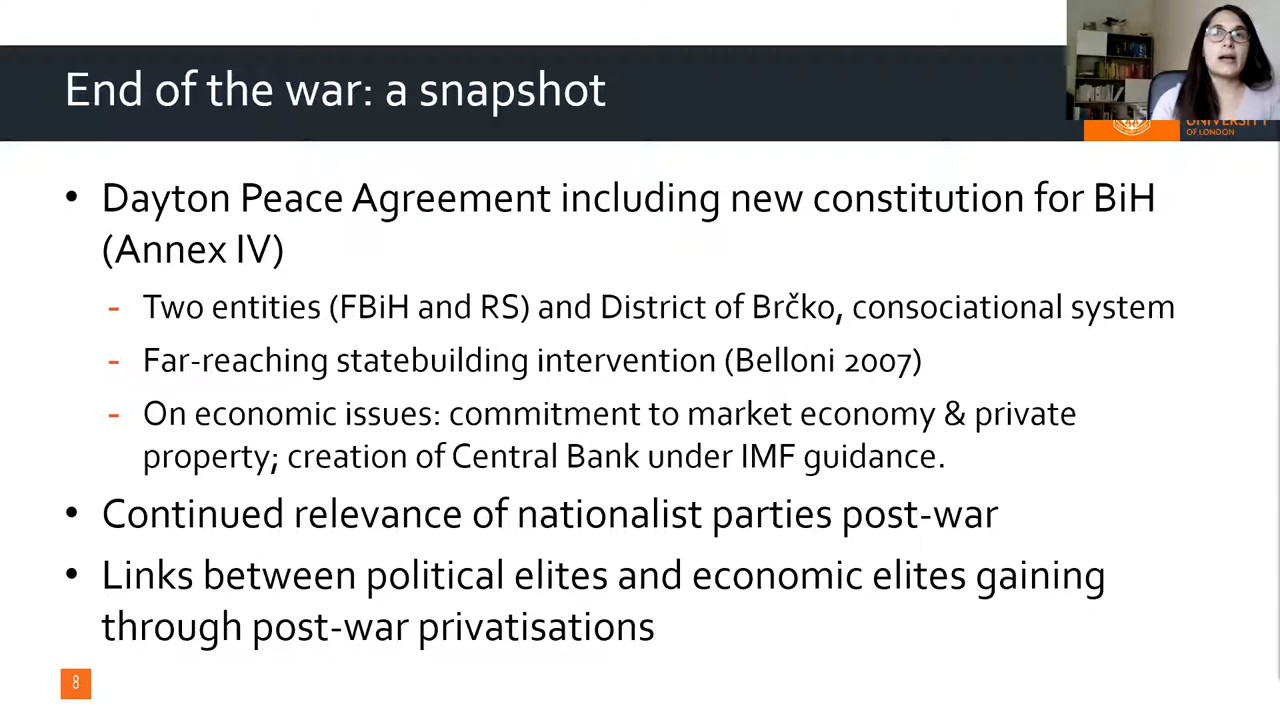 End of the war: a snapshot
UNIVERSITY
OF LONDON
• Dayton Peace Agreement including new constitution for BiH
(Annex IV)
- Two entities (FBiH and RS) and District of Brčko, consociational system
- Far-reaching statebuilding intervention (Belloni 2007)
- On economic issues: commitment to market economy & private
property; creation of Central Bank under IMF guidance.
• Continued relevance of nationalist parties post-war
• Links between political elites and economic elites gaining
through post-war privatisations
8